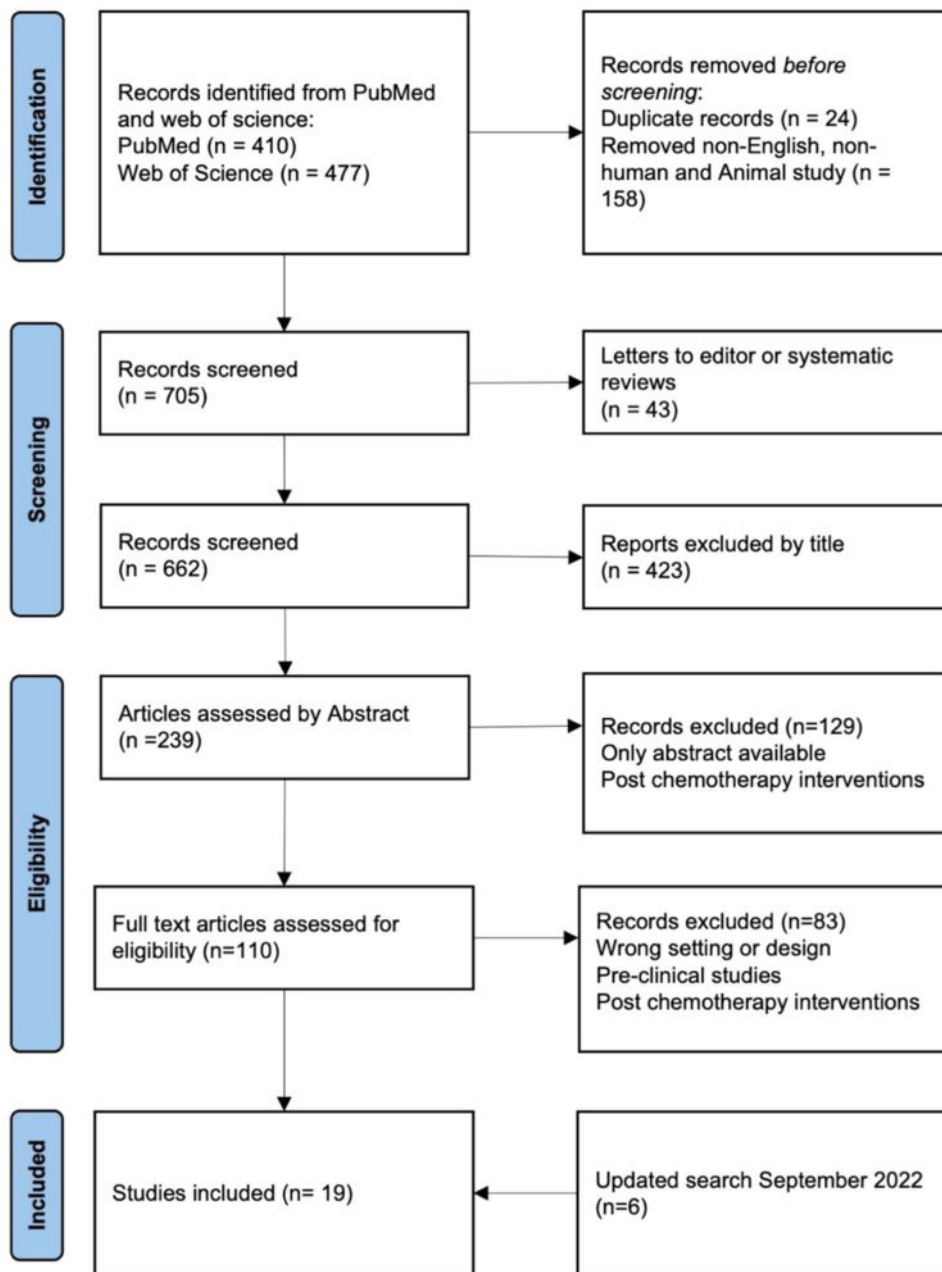 Identification
Records identified from PubMed
and web of science:
PubMed (n = 410)
Web of Science (n = 477)
Records removed before
screening:
Duplicate records (n = 24)
Removed non-English, non-
human and Animal study (n =
158)
Screening
Records screened
(n = 705)
Letters to editor or systematic
reviews
(n = 43)
Records screened
(n = 662)
Reports excluded by title
(n = 423)
Eligibility
Articles assessed by Abstract
(n =239)
Records excluded (n=129)
Only abstract available
Post chemotherapy interventions
Full text articles assessed for
eligibility (n=110)
Records excluded (n=83)
Wrong setting or design
Pre-clinical studies
Post chemotherapy interventions
Included
Studies included (n= 19)
Updated search September 2022
(n=6)